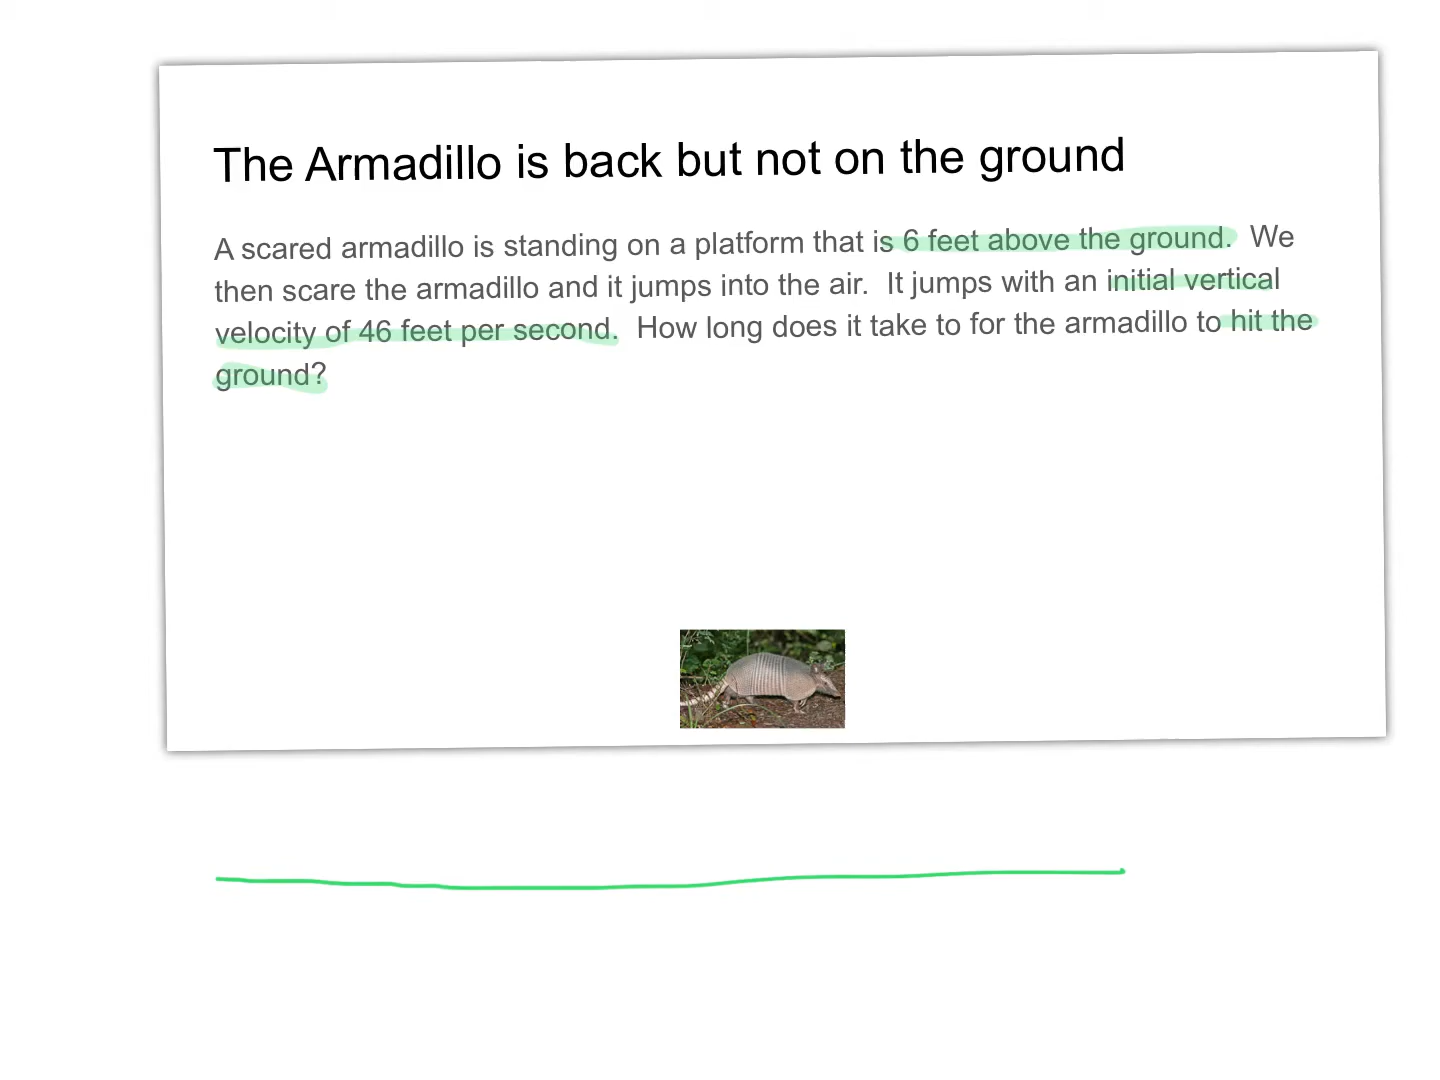 The Armadillo is back but not on the ground
A scared armadillo is standing on a platform that is 6 feet above the ground.  We
then scare the armadillo and it jumps into the air.  It jumps with an initial vertical
velocity of 46 feet per second.  How long does it take to for the armadillo to hit the
ground?